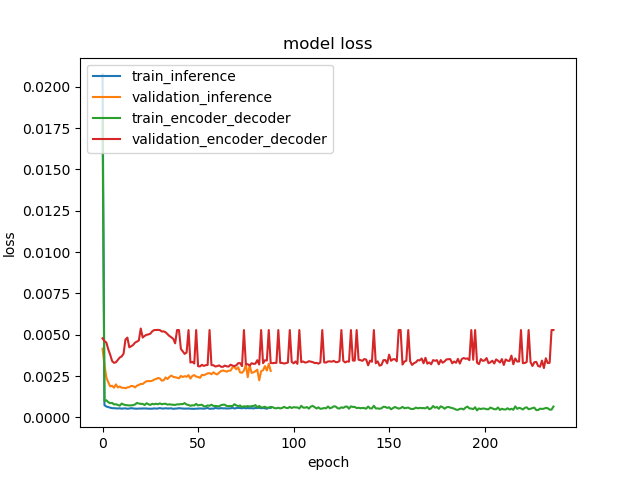 model loss
train_inference
validation_inference
train_encoder_decoder
validation_encoder_decoder
0.0200
0.0175
0.0150
0.0125
0.0100
0.0075
0.0050
0.0025
0.0000
loss
0
50
100
150
200
epoch